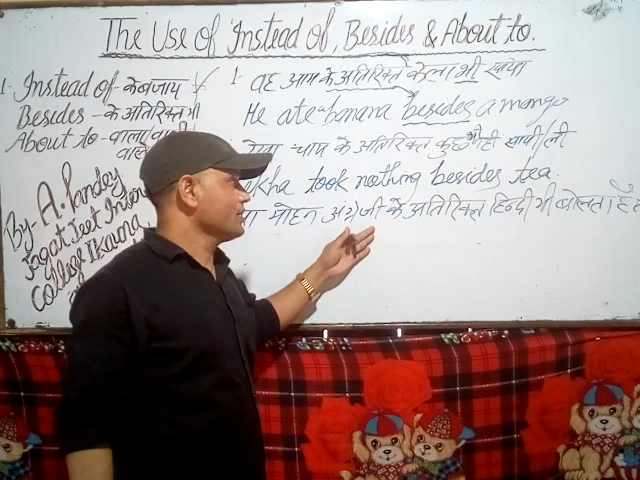 The Use of Instead of, Besides & About to.
1- Instead of - के बजाय
Besides - के अतिरिक्त भी
About to - वाला
By- A. Pandey
Jagat Jeet Inter
College Ikauna
1- वह आम के अतिरिक्त केला भी खाया
He ate a banana besides a mango
चाय के अतिरिक्त कुछ भी नहीं खायी/ली
took nothing besides tea.
मोहन अंग्रेजी के अतिरिक्त हिन्दी भी बोलता है